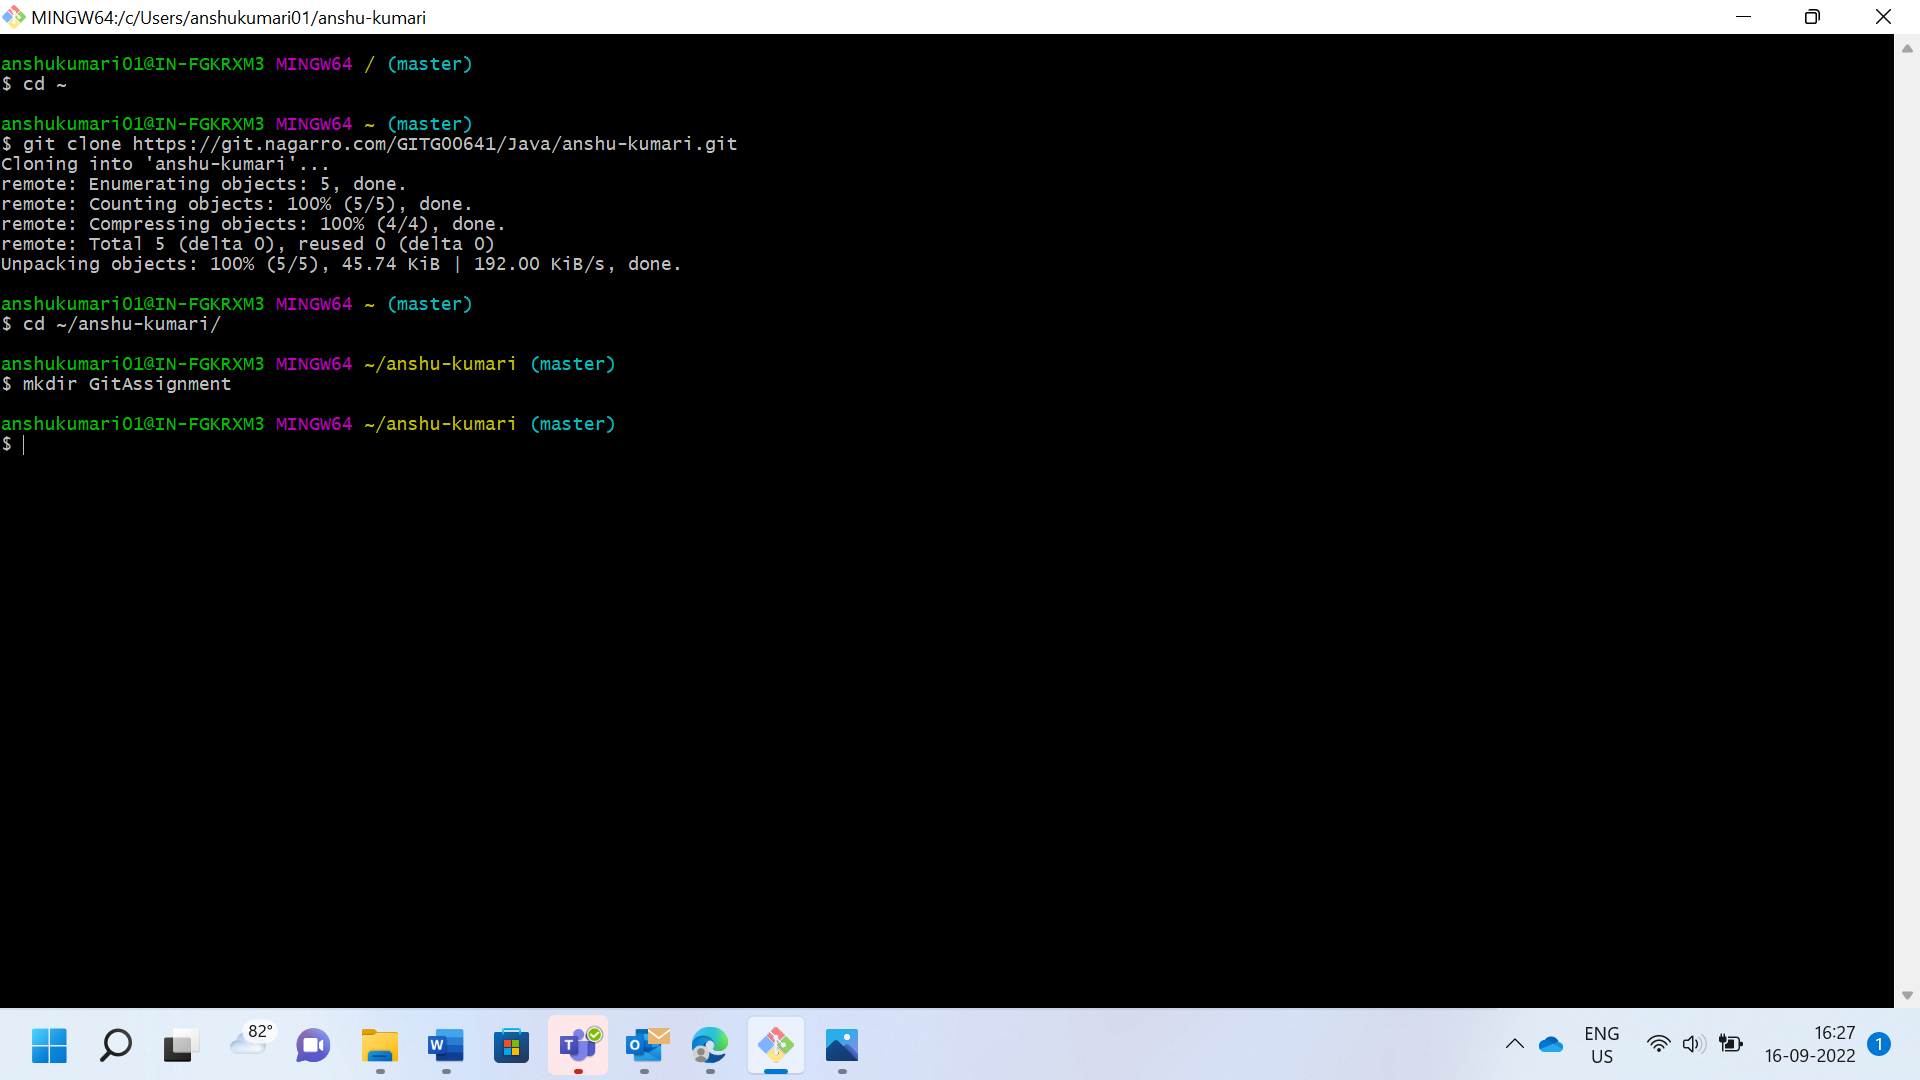 MINGW64:/c/Users/anshukumari01/anshu-kumari
anshukumari01@IN-FGKRXM3 MINGW64 / (master)
$ cd ~
anshukumari01@IN-FGKRXM3 MINGW64 ~ (master)
$ git clone https://git.nagarro.com/GITG00641/Java/anshu-kumari.git
Cloning into 'anshu-kumari'...
remote: Enumerating objects: 5, done.
remote: Counting objects: 100% (5/5), done.
remote: Compressing objects: 100% (4/4), done.
remote: Total 5 (delta 0), reused 0 (delta 0)
Unpacking objects: 100% (5/5), 45.74 KiB | 192.00 KiB/s, done.
anshukumari01@IN-FGKRXM3 MINGW64 ~ (master)
$ cd ~/anshu-kumari/
anshukumari01@IN-FGKRXM3 MINGW64 ~/anshu-kumari (master)
$ mkdir GitAssignment
anshukumari01@IN-FGKRXM3 MINGW64 ~/anshu-kumari (master)
$
82°
W
T
O
ENG
US
16:27
16-09-2022
1